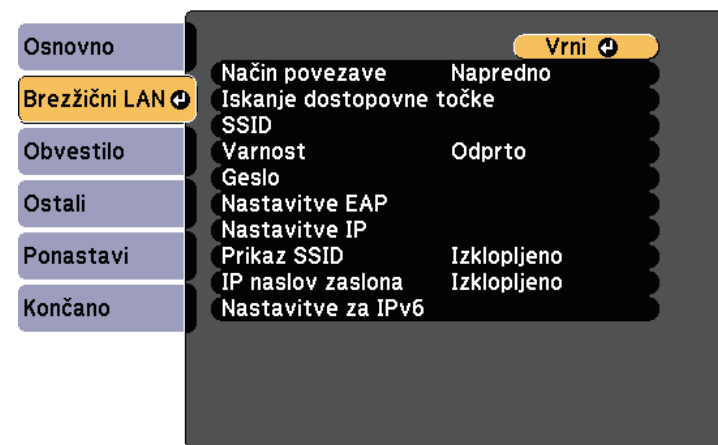 Osnovno
Brezžični LAN
Obvestilo
Ostali
Ponastavi
Končano
Vrni
Način povezave Napredno
Iskanje dostopovne točke
SSID
Varnost Odprto
Geslo
Nastavitve EAP
Nastavitve IP
Prikaz SSID Izklopljeno
IP naslov zaslona Izklopljeno
Nastavitve za IPv6